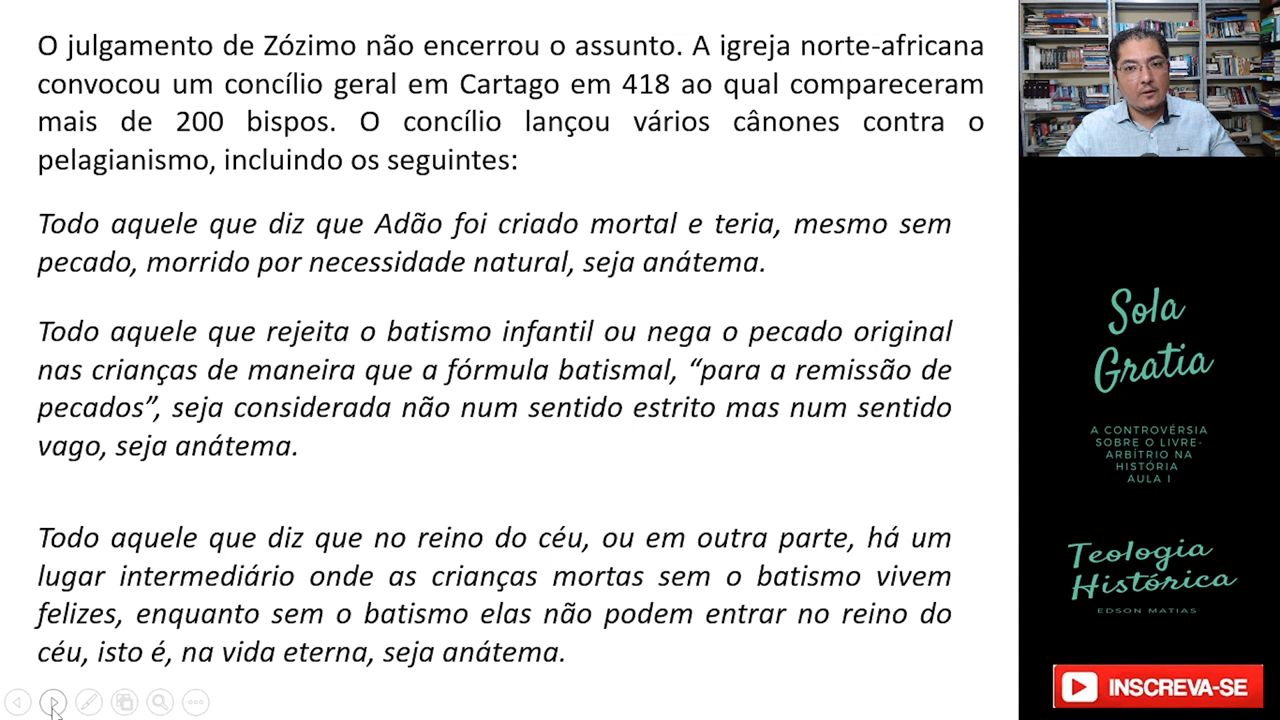 O julgamento de Zózimo não encerrou o assunto. A igreja norte-africana
convocou um concílio geral em Cartago em 418 ao qual compareceram
mais de 200 bispos. O concílio lançou vários cânones contra o
pelagianismo, incluindo os seguintes:
Todo aquele que diz que Adão foi criado mortal e teria, mesmo sem
pecado, morrido por necessidade natural, seja anátema.
Todo aquele que rejeita o batismo infantil ou nega o pecado original
nas crianças de maneira que a fórmula batismal, “para a remissão de
pecados”, seja considerada não num sentido estrito mas num sentido
vago, seja anátema.
Todo aquele que diz que no reino do céu, ou em outra parte, há um
lugar intermediário onde as crianças mortas sem o batismo vivem
felizes, enquanto sem o batismo elas não podem entrar no reino do
céu, isto é, na vida eterna, seja anátema.
Sola
Gratia
A CONTROVÉRSIA
SOBRE O LIVRE-
ARBÍTRIO NA
HISTÓRIA
AULA I
Teologia
Histórica
EDSON MATIAS
INSCREVA-SE